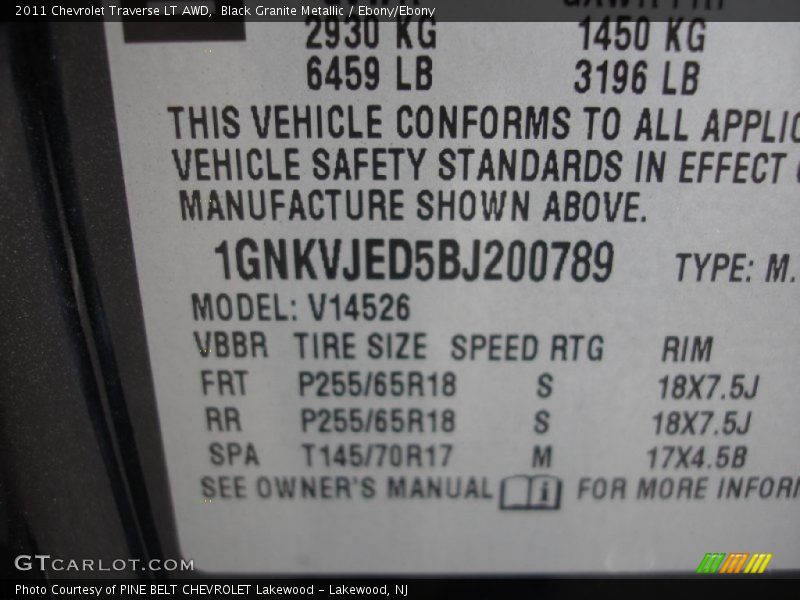 2011 Chevrolet Traverse LT AWD, Black Granite Metallic / Ebony/Ebony
2930 KG 1450 KG
6459 LB 3196 LB
THIS VEHICLE CONFORMS TO ALL APPLIC
VEHICLE SAFETY STANDARDS IN EFFECT
MANUFACTURE SHOWN ABOVE.
1GNKVJED5BJ200789 TYPE: M.
MODEL: V14526
VBBR TIRE SIZE SPEED RTG RIM
FRT P255/65R18 S 18X7.5J
RR P255/65R18 S 18X7.5J
SPA T145/70R17 M 17X4.5B
SEE OWNER'S MANUAL i FOR MORE INFORM
GTCARLOT.COM
Photo Courtesy of PINE BELT CHEVROLET Lakewood - Lakewood, NJ